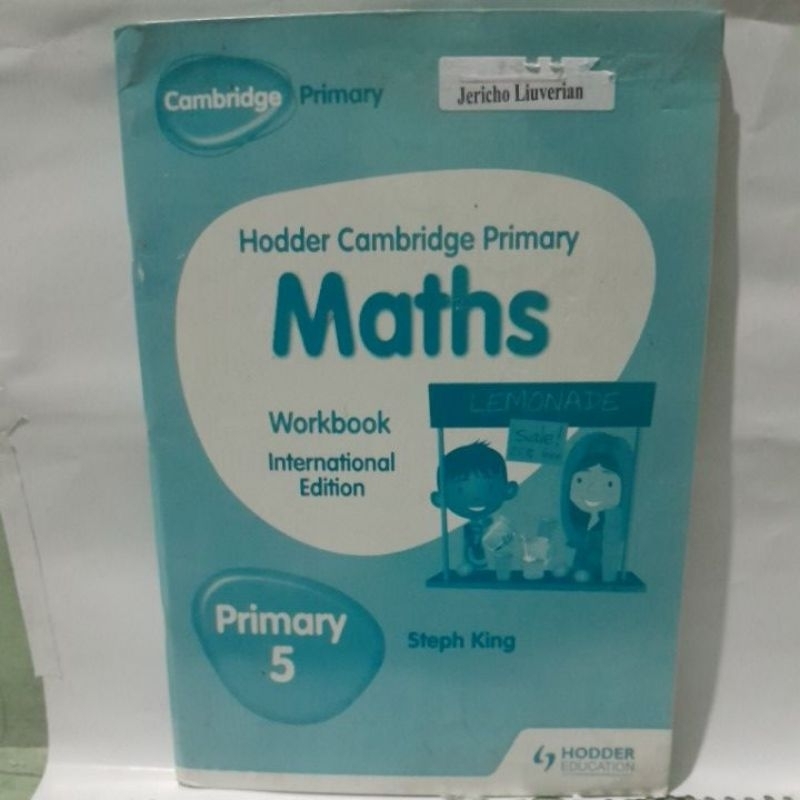 Cambridge Primary
Jericho Liuverian
Hodder Cambridge Primary
Maths
Workbook
International
Edition
LEMONADE
Sale!
Primary
5
Steph King
HODDER
EDUCATION